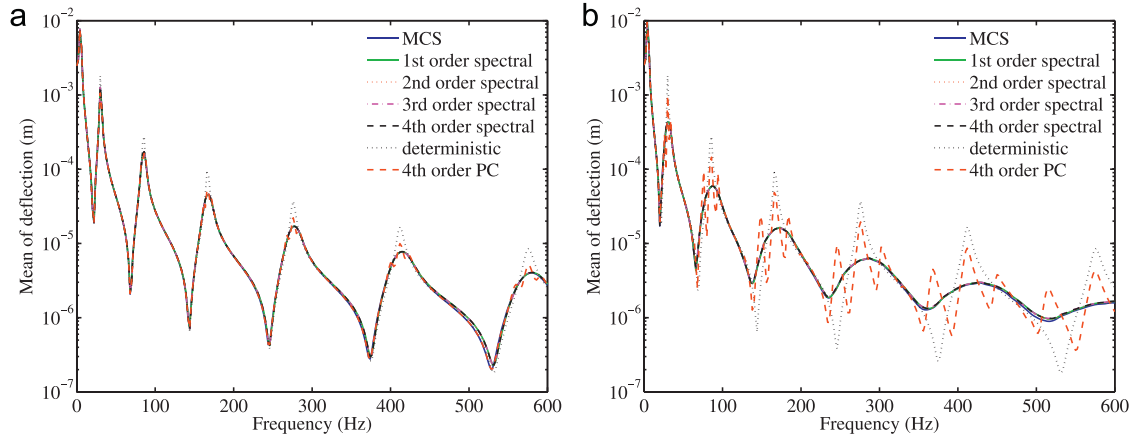 a
10⁻²
10⁻³
10⁻⁴
10⁻⁵
10⁻⁶
10⁻⁷
Mean of deflection (m)
0 100 200 300 400 500 600
Frequency (Hz)
MCS
1st order spectral
2nd order spectral
3rd order spectral
4th order spectral
deterministic
4th order PC
b
10⁻²
10⁻³
10⁻⁴
10⁻⁵
10⁻⁶
10⁻⁷
Mean of deflection (m)
0 100 200 300 400 500 600
Frequency (Hz)
MCS
1st order spectral
2nd order spectral
3rd order spectral
4th order spectral
deterministic
4th order PC